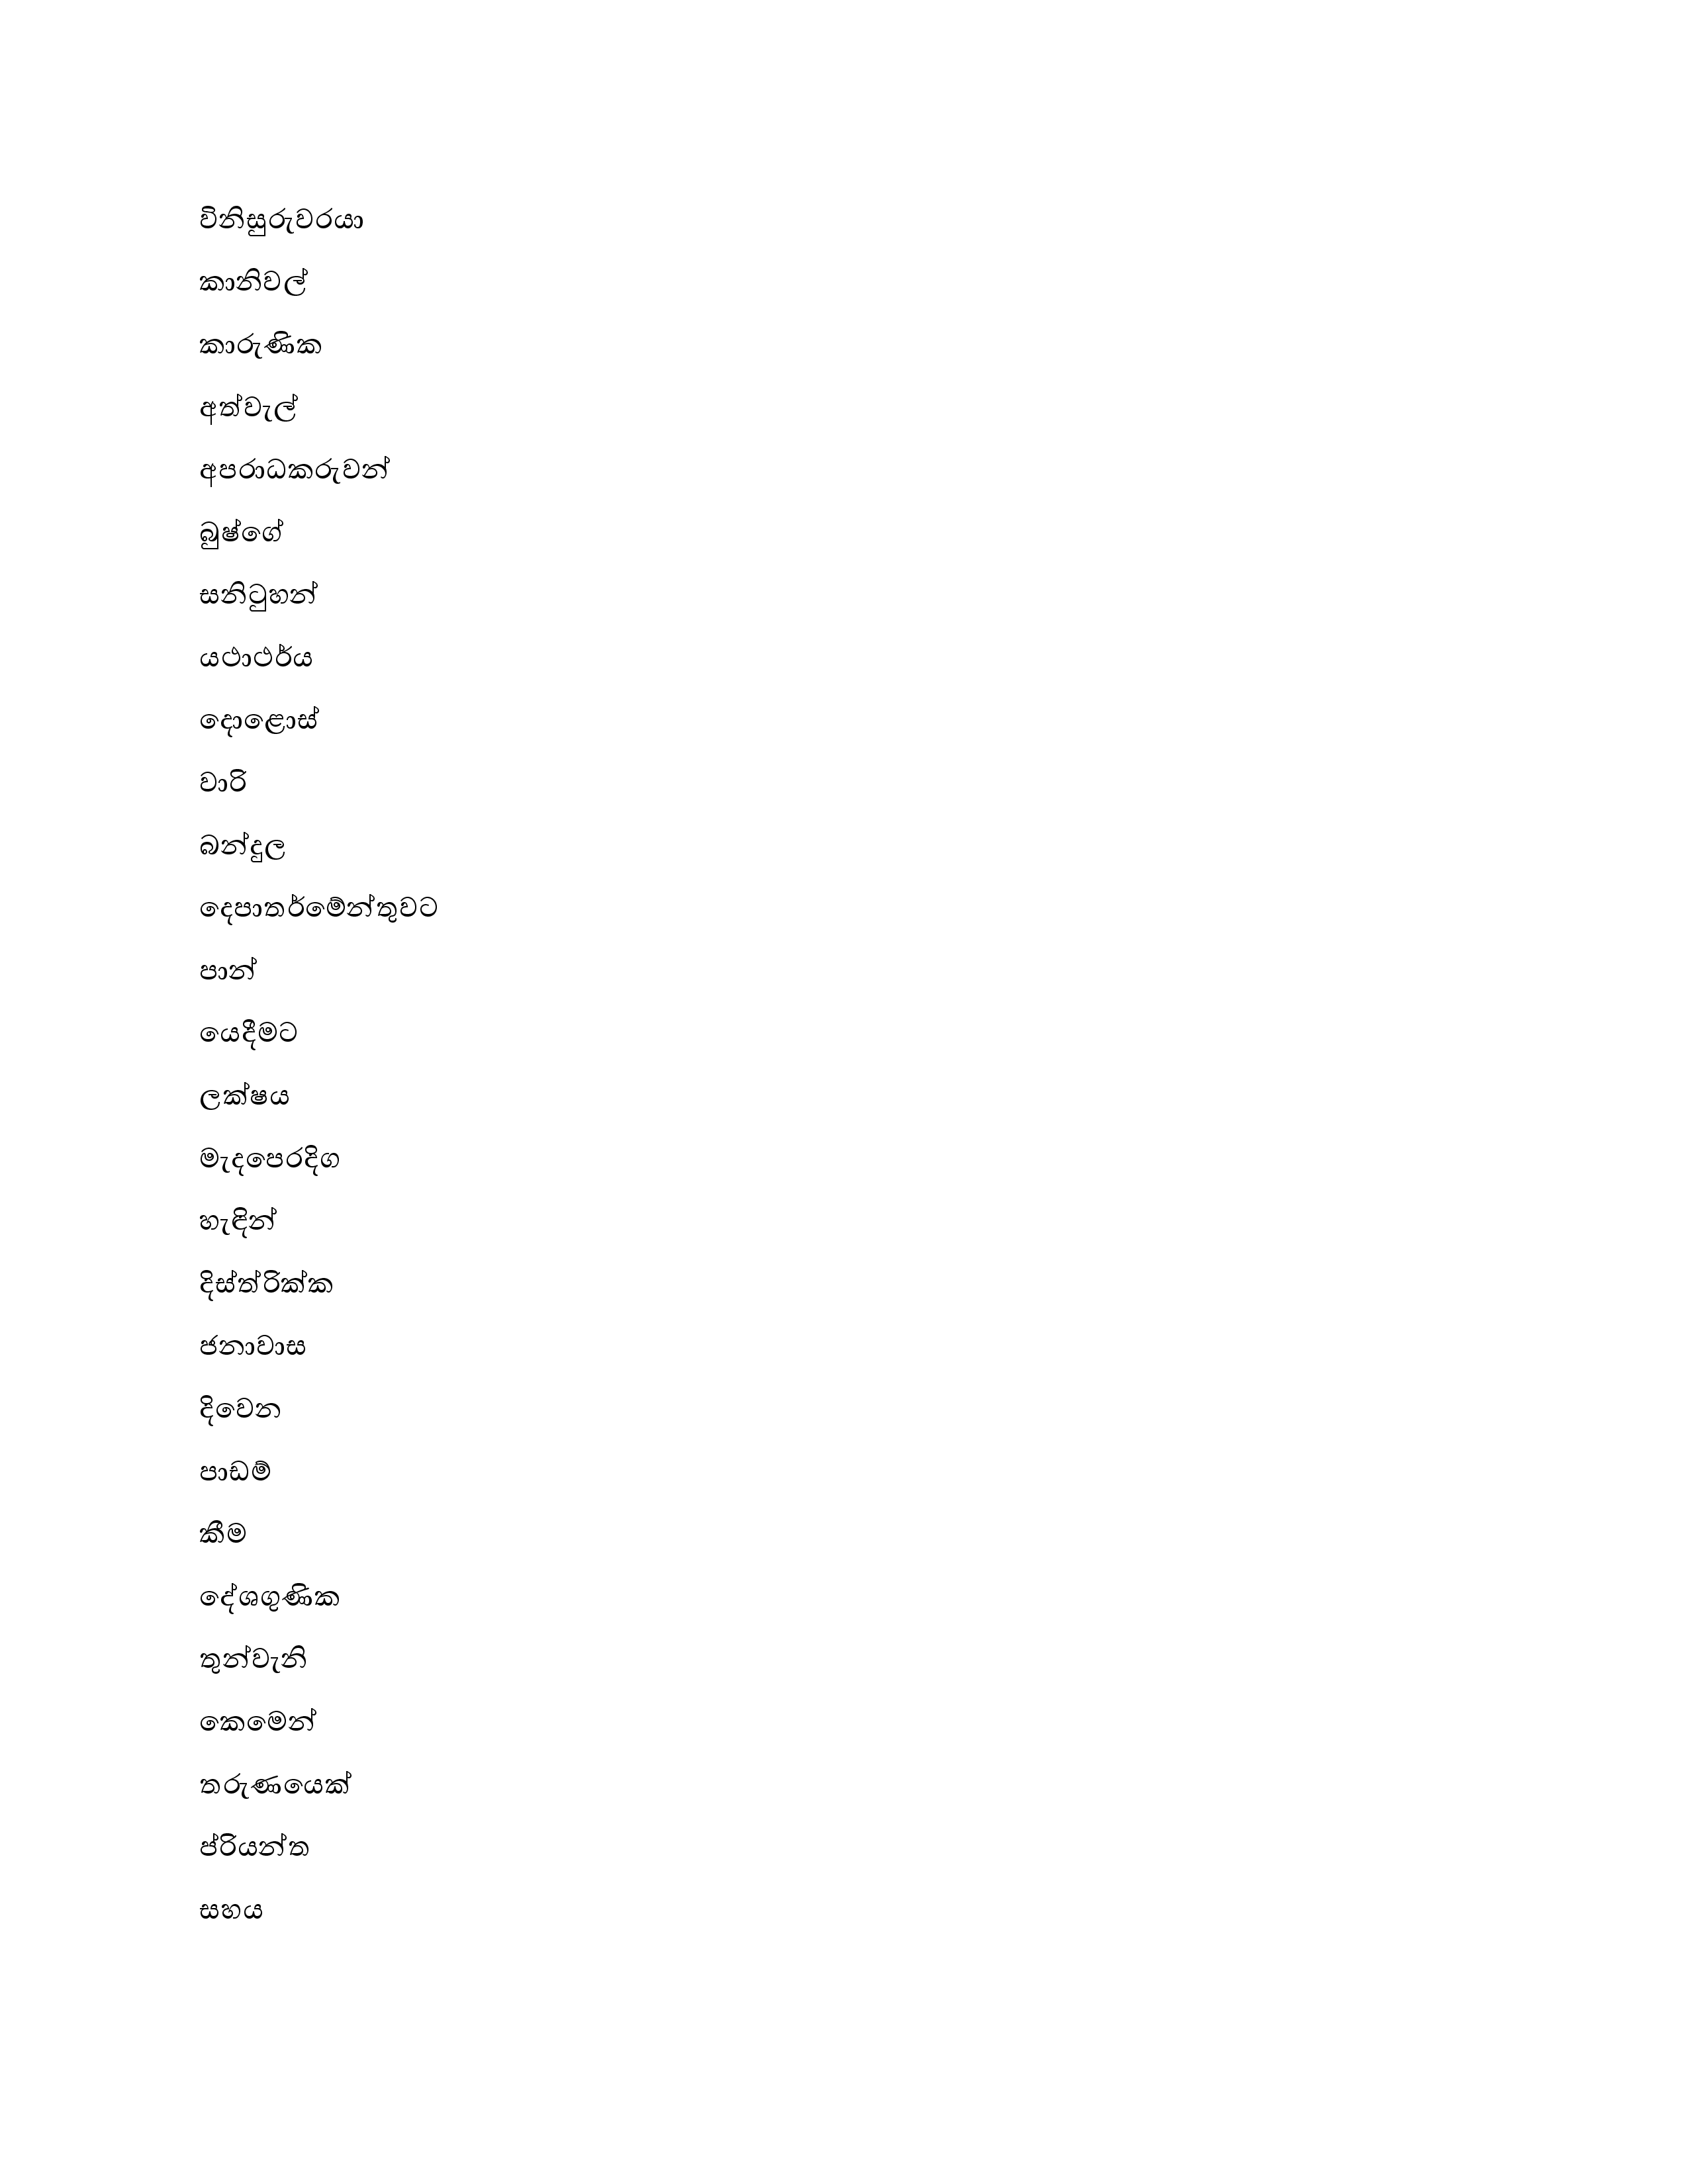 විනිසුරුවරයා
කානිවල්
කාරුණික
අත්වැල්
අපරාධකරුවන්
බුෂ්ගේ
සනිටුහන්
යථාථර්ය
දොළොස්
වාරි
බන්දුල
දෙපාතර්මේන්තුවට
පාන්
යෙදීමට
ලක්ෂය
මැදපෙරදිග
හැඳින්
දිස්ත්රික්ක
ජනාවාස
දිවෙන
පාඩම්
කීම
දේශගුණික
තුන්වැනි
කෙමෙන්
තරුණයෙක්
ප්රියන්ත
සහය